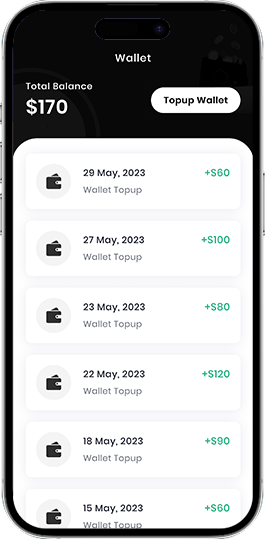 Wallet
Total Balance
$170
Topup Wallet
29 May, 2023
+$60
Wallet Topup
27 May, 2023
+$100
Wallet Topup
23 May, 2023
+$80
Wallet Topup
22 May, 2023
+$120
Wallet Topup
18 May, 2023
+$90
Wallet Topup
15 May, 2023
+$60
Wallet Topup